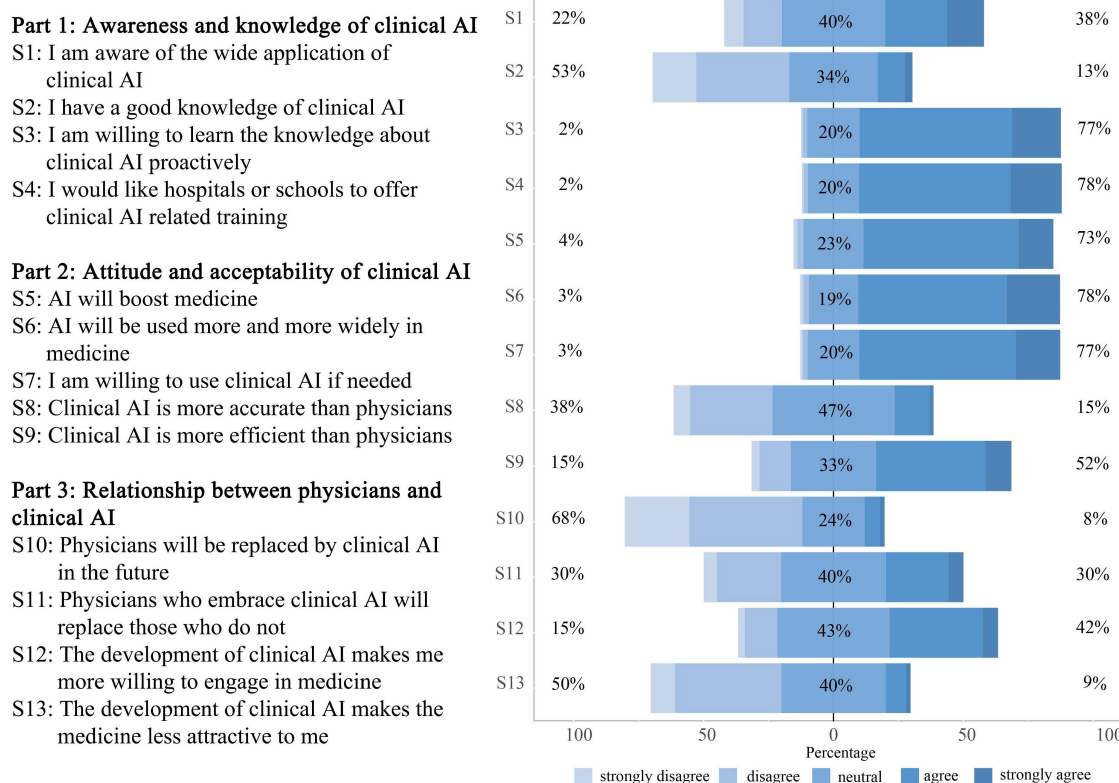 Part 1: Awareness and knowledge of clinical AI
S1: I am aware of the wide application of
clinical AI
S2: I have a good knowledge of clinical AI
S3: I am willing to learn the knowledge about
clinical AI proactively
S4: I would like hospitals or schools to offer
clinical AI related training
Part 2: Attitude and acceptability of clinical AI
S5: AI will boost medicine
S6: AI will be used more and more widely in
medicine
S7: I am willing to use clinical AI if needed
S8: Clinical AI is more accurate than physicians
S9: Clinical AI is more efficient than physicians
Part 3: Relationship between physicians and
clinical AI
S10: Physicians will be replaced by clinical AI
in the future
S11: Physicians who embrace clinical AI will
replace those who do not
S12: The development of clinical AI makes me
more willing to engage in medicine
S13: The development of clinical AI makes the
medicine less attractive to me
S1 22% 40% 38%
S2 53% 34% 13%
S3 2% 20% 77%
S4 2% 20% 78%
S5 4% 23% 73%
S6 3% 19% 78%
S7 3% 20% 77%
S8 38% 47% 15%
S9 15% 33% 52%
S10 68% 24% 8%
S11 30% 40% 30%
S12 15% 43% 42%
S13 50% 40% 9%
100 50 0 50 100
Percentage
strongly disagree disagree neutral agree strongly agree